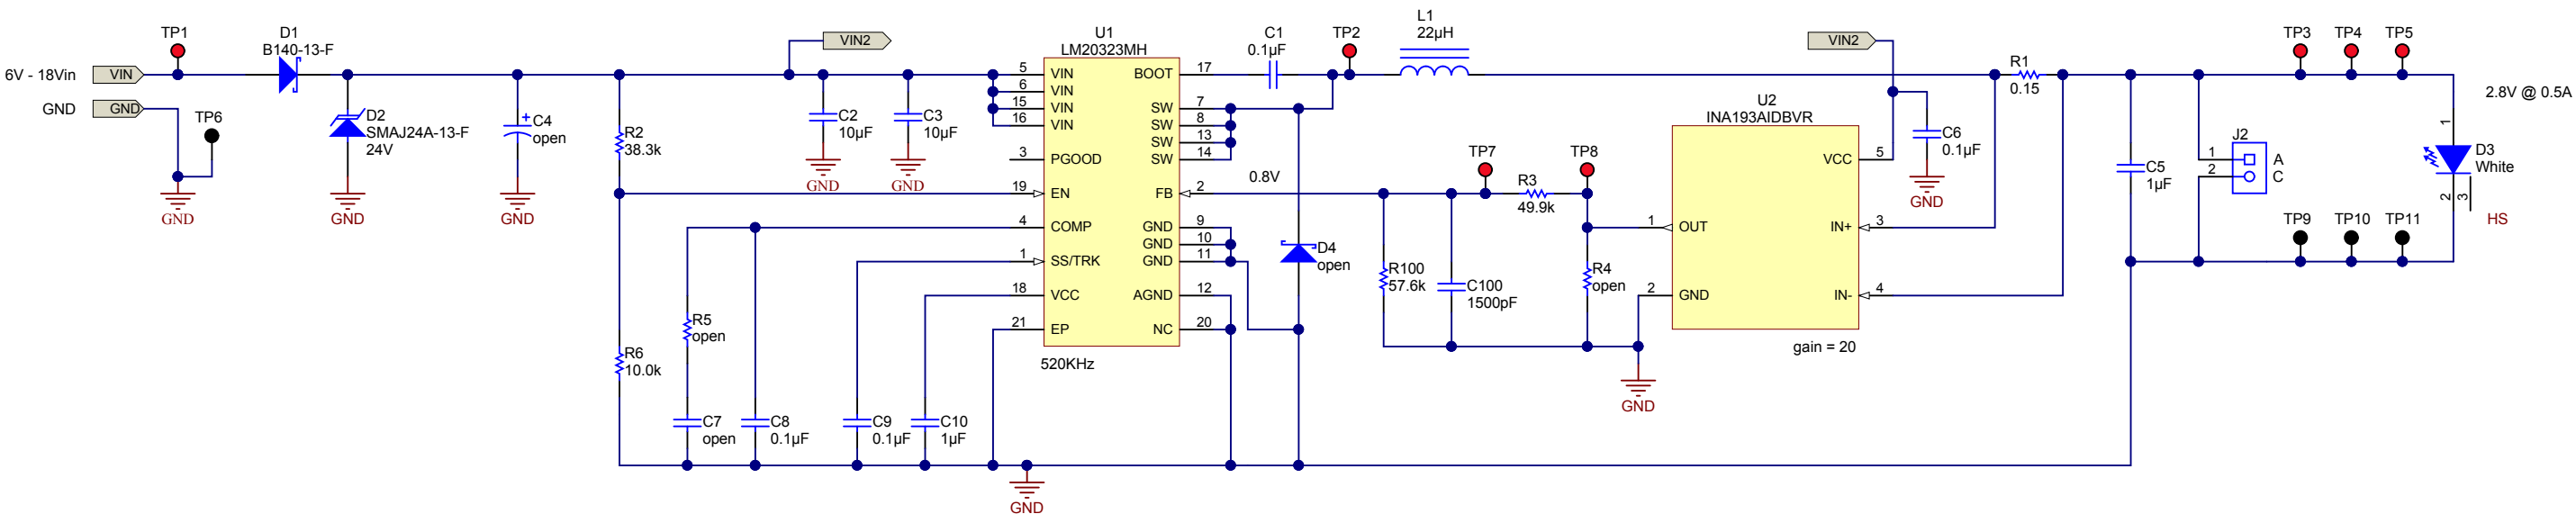 6V - 18Vin
VIN
GND
GND
TP1
TP6
GND
D1
B140-13-F
D2
SMAJ24A-13-F
24V
GND
C4
open
GND
R2
38.3k
R6
10.0k
VIN2
C2
10µF
GND
C3
10µF
GND
R5
open
C7
open
C8
0.1µF
C9
0.1µF
C10
1µF
GND
U1
LM20323MH
5 VIN
6 VIN
15 VIN
16 VIN
3 PGOOD
19 EN
4 COMP
1 SS/TRK
18 VCC
21 EP
BOOT 17
SW 7
SW 8
SW 13
SW 14
FB 2
GND 9
GND 10
GND 11
AGND 12
NC 20
520KHz
C1
0.1µF
TP2
L1
22µH
D4
open
0.8V
R100
57.6k
C100
1500pF
TP7
R3
49.9k
TP8
R4
open
GND
U2
INA193AIDBVR
VCC 5
1 OUT
IN+ 3
2 GND
IN- 4
gain = 20
VIN2
C6
0.1µF
GND
R1
0.15
C5
1µF
J2
1
2
A
C
TP3
TP4
TP5
TP9
TP10
TP11
2.8V @ 0.5A
1
D3
White
2
3
HS